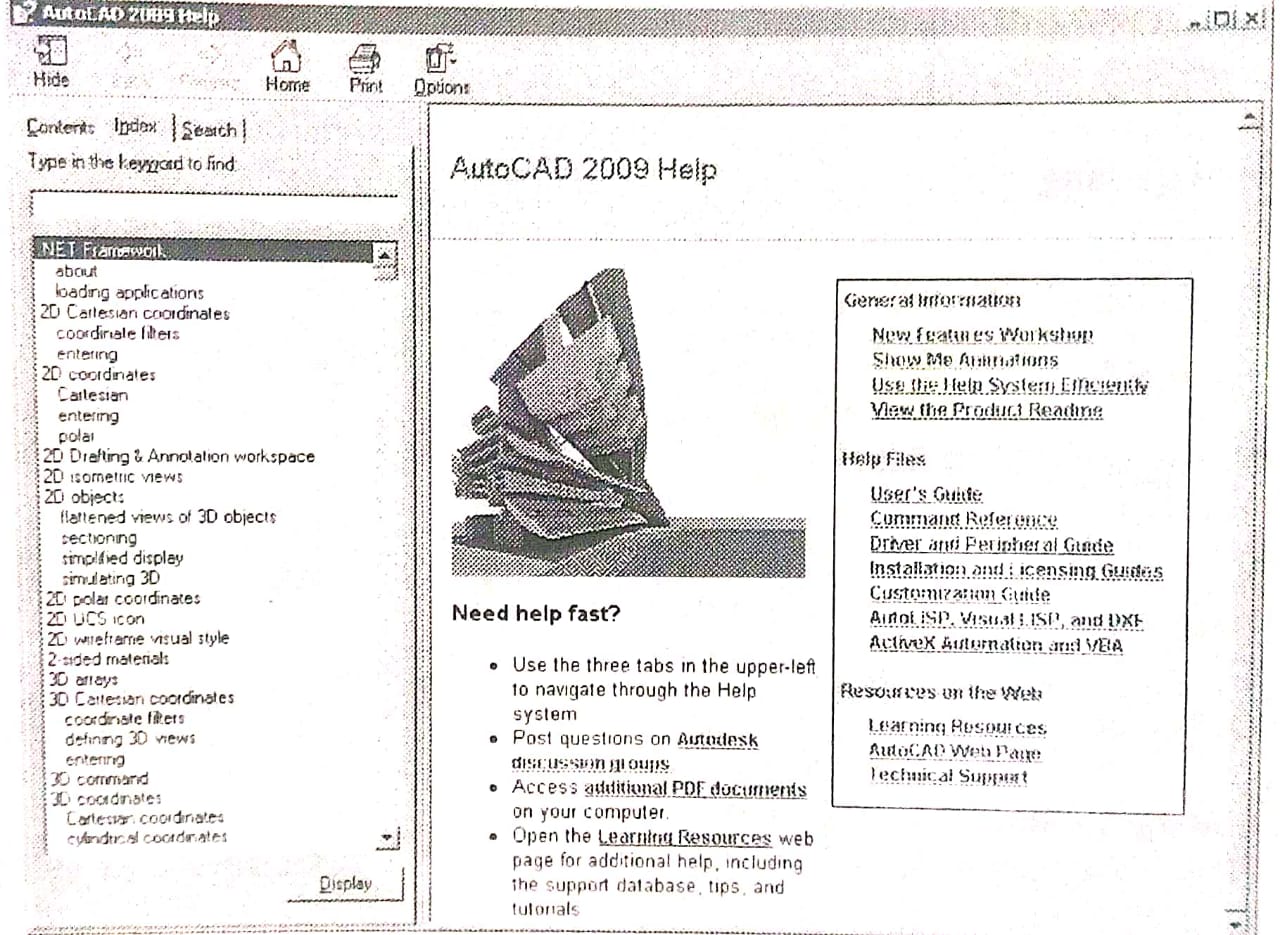 AutoCAD 2009 Help
Hide
Home
Print
Options
Contents Index Search
Type in the keyword to find:
.NET Framework
about
loading applications
2D Cartesian coordinates
coordinate filters
entering
2D coordinates
Cartesian
entering
polar
2D Drafting & Annotation workspace
2D isometric views
2D objects
flattened views of 3D objects
sectioning
simplified display
simulating 3D
2D polar coordinates
2D UCS icon
2D wireframe visual style
2-sided materials
3D arrays
3D Cartesian coordinates
coordinate filters
defining 3D views
entering
3D command
3D coordinates
Cartesian coordinates
cylindrical coordinates
Display
AutoCAD 2009 Help
Need help fast?
• Use the three tabs in the upper-left
to navigate through the Help
system
• Post questions on Autodesk
discussion groups
• Access additional PDF documents
on your computer.
• Open the Learning Resources web
page for additional help, including
the support database, tips, and
tutorials
General Information
New Features Workshop
Show Me Animations
Use the Help System Efficiently
View the Product Readme
Help Files
User's Guide
Command Reference
Driver and Peripheral Guide
Installation and Licensing Guides
Customization Guide
AutoLISP, Visual LISP, and DXF
ActiveX Automation and VBA
Resources on the Web
Learning Resources
AutoCAD Web Page
Technical Support